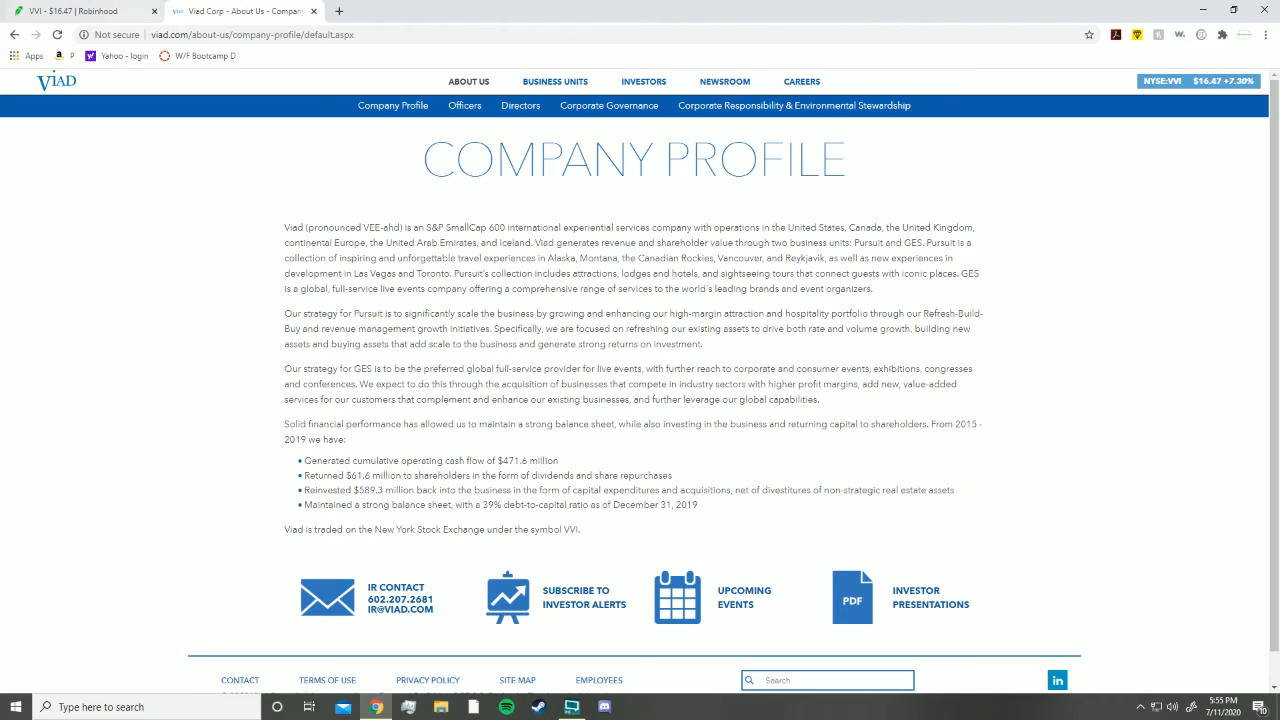 VVI - $16.47 | Robinhood
Viad Corp - About Us - Compan
Not secure | viad.com/about-us/company-profile/default.aspx
Apps
P
Yahoo - login
W/F Bootcamp D
VIAD
ABOUT US
BUSINESS UNITS
INVESTORS
NEWSROOM
CAREERS
NYSE:VVI $16.47 +7.30%
Company Profile
Officers
Directors
Corporate Governance
Corporate Responsibility & Environmental Stewardship
COMPANY PROFILE
Viad (pronounced VEE-ahd) is an S&P SmallCap 600 international experiential services company with operations in the United States, Canada, the United Kingdom,
continental Europe, the United Arab Emirates, and Iceland. Viad generates revenue and shareholder value through two business units: Pursuit and GES. Pursuit is a
collection of inspiring and unforgettable travel experiences in Alaska, Montana, the Canadian Rockies, Vancouver, and Reykjavik, as well as new experiences in
development in Las Vegas and Toronto. Pursuit's collection includes attractions, lodges and hotels, and sightseeing tours that connect guests with iconic places. GES
is a global, full-service live events company offering a comprehensive range of services to the world's leading brands and event organizers.
Our strategy for Pursuit is to significantly scale the business by growing and enhancing our high-margin attraction and hospitality portfolio through our Refresh-Build-
Buy and revenue management growth initiatives. Specifically, we are focused on refreshing our existing assets to drive both rate and volume growth, building new
assets and buying assets that add scale to the business and generate strong returns on investment.
Our strategy for GES is to be the preferred global full-service provider for live events, with further reach to corporate and consumer events, exhibitions, congresses
and conferences. We expect to do this through the acquisition of businesses that compete in industry sectors with higher profit margins, add new, value-added
services for our customers that complement and enhance our existing businesses, and further leverage our global capabilities.
Solid financial performance has allowed us to maintain a strong balance sheet, while also investing in the business and returning capital to shareholders. From 2015 -
2019 we have:
• Generated cumulative operating cash flow of $471.6 million
• Returned $61.6 million to shareholders in the form of dividends and share repurchases
• Reinvested $589.3 million back into the business in the form of capital expenditures and acquisitions, net of divestitures of non-strategic real estate assets
• Maintained a strong balance sheet, with a 39% debt-to-capital ratio as of December 31, 2019
Viad is traded on the New York Stock Exchange under the symbol VVI.
IR CONTACT
602.207.2681
IR@VIAD.COM
SUBSCRIBE TO
INVESTOR ALERTS
UPCOMING
EVENTS
PDF
INVESTOR
PRESENTATIONS
CONTACT
TERMS OF USE
PRIVACY POLICY
SITE MAP
EMPLOYEES
Search
in
Type here to search
5:55 PM
7/11/2020